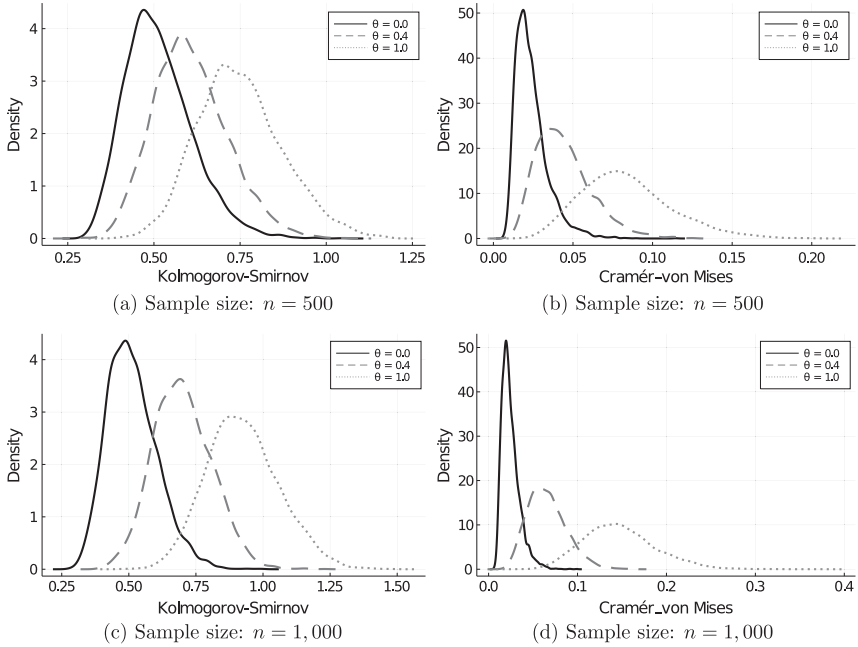 θ = 0.0
θ = 0.4
θ = 1.0
Density
4
3
2
1
0
0.25
0.50
0.75
1.00
1.25
Kolmogorov-Smirnov
(a) Sample size: n = 500
θ = 0.0
θ = 0.4
θ = 1.0
Density
50
40
30
20
10
0
0.00
0.05
0.10
0.15
0.20
Cramér-von Mises
(b) Sample size: n = 500
θ = 0.0
θ = 0.4
θ = 1.0
Density
4
3
2
1
0
0.25
0.50
0.75
1.00
1.25
1.50
Kolmogorov-Smirnov
(c) Sample size: n = 1,000
θ = 0.0
θ = 0.4
θ = 1.0
Density
50
40
30
20
10
0
0.0
0.1
0.2
0.3
0.4
Cramér_von Mises
(d) Sample size: n = 1,000